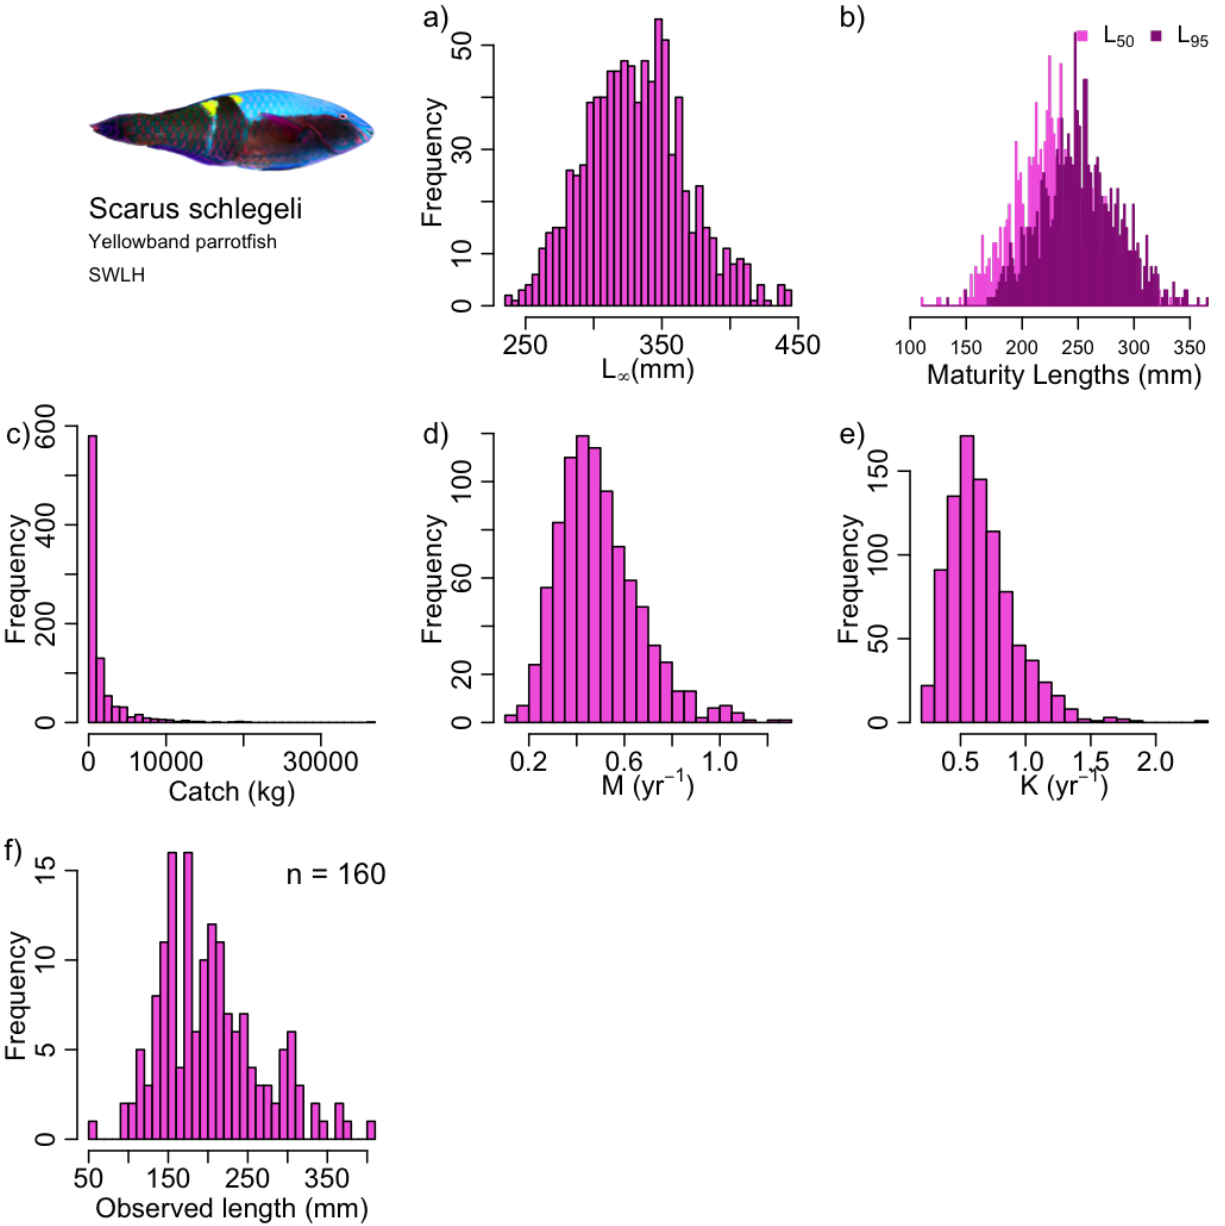 Scarus schlegeli
Yellowband parrotfish
SWLH
a)
Frequency
0 10 30 50
250 350 450
L∞(mm)
b)
L50 L95
100 150 200 250 300 350
Maturity Lengths (mm)
c)
Frequency
0 200 400 600
0 10000 30000
Catch (kg)
d)
Frequency
0 20 60 100
0.2 0.6 1.0
M (yr−1)
e)
Frequency
0 50 100 150
0.5 1.0 1.5 2.0
K (yr−1)
f)
n = 160
Frequency
0 5 10 15
50 150 250 350
Observed length (mm)